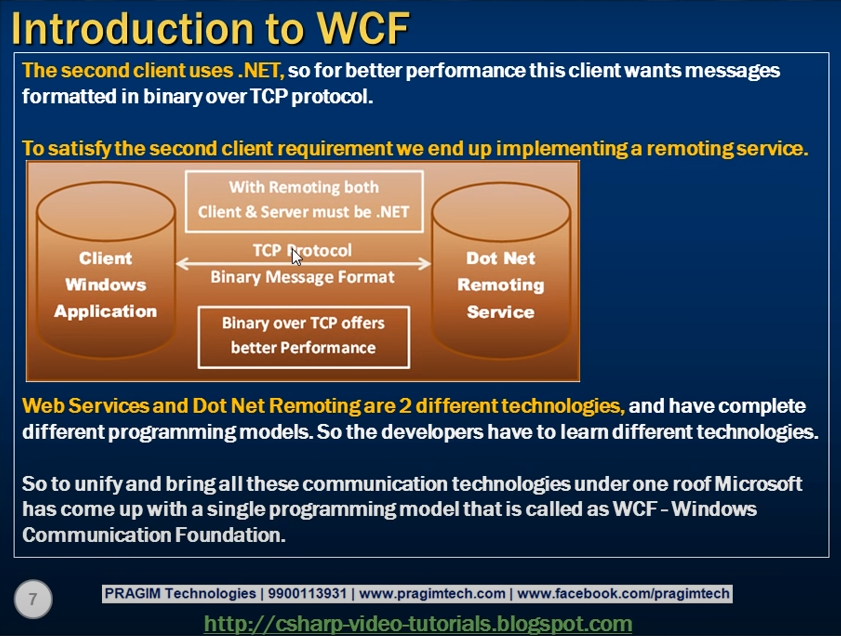 Introduction to WCF
The second client uses .NET, so for better performance this client wants messages
formatted in binary over TCP protocol.
To satisfy the second client requirement we end up implementing a remoting service.
With Remoting both
Client & Server must be .NET
Client
Windows
Application
TCP Protocol
Binary Message Format
Dot Net
Remoting
Service
Binary over TCP offers
better Performance
Web Services and Dot Net Remoting are 2 different technologies, and have complete
different programming models. So the developers have to learn different technologies.
So to unify and bring all these communication technologies under one roof Microsoft
has come up with a single programming model that is called as WCF - Windows
Communication Foundation.
7
PRAGIM Technologies | 9900113931 | www.pragimtech.com | www.facebook.com/pragimtech
http://csharp-video-tutorials.blogspot.com